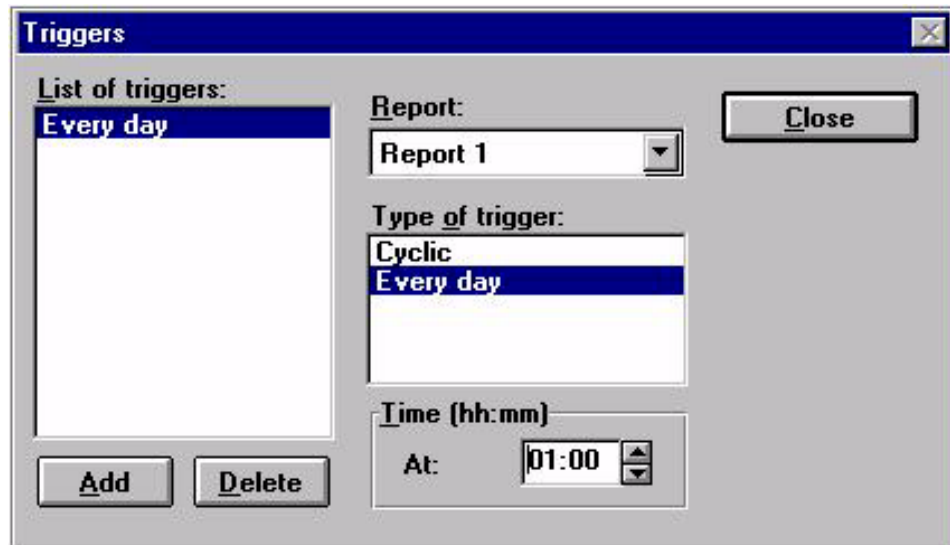 Triggers
List of triggers:
Every day
Add
Delete
Report:
Report 1
Type of trigger:
Cyclic
Every day
Time (hh:mm)
At: 01:00
Close